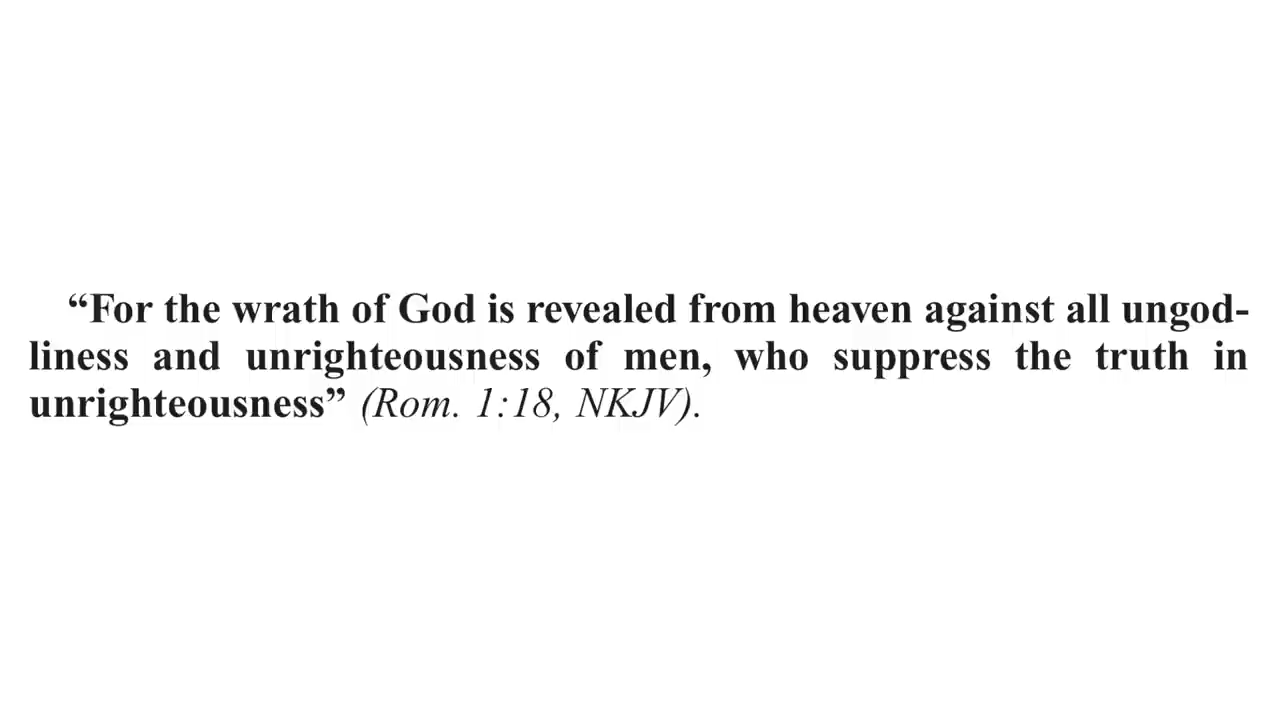 “For the wrath of God is revealed from heaven against all ungod-
liness and unrighteousness of men, who suppress the truth in
unrighteousness” (Rom. 1:18, NKJV).